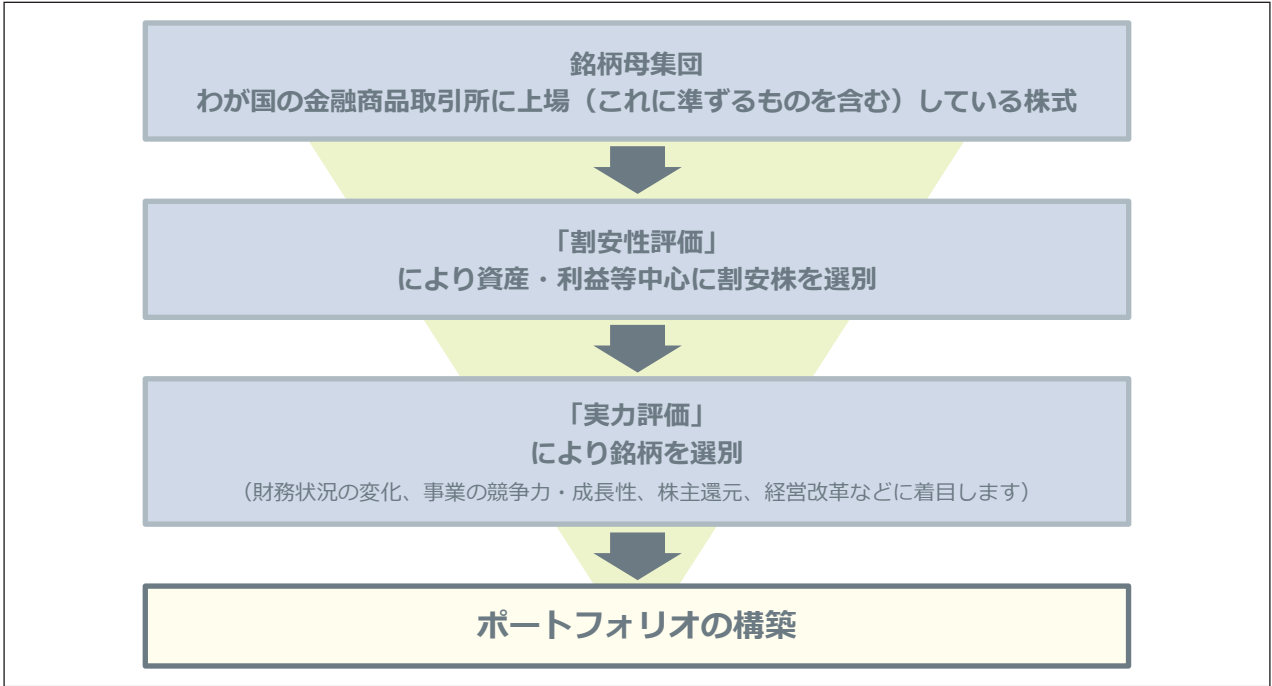 銘柄母集団
わが国の金融商品取引所に上場（これに準ずるものを含む）している株式
「割安性評価」
により資産・利益等中心に割安株を選別
「実力評価」
により銘柄を選別
（財務状況の変化、事業の競争力・成長性、株主還元、経営改革などに着目します）
ポートフォリオの構築